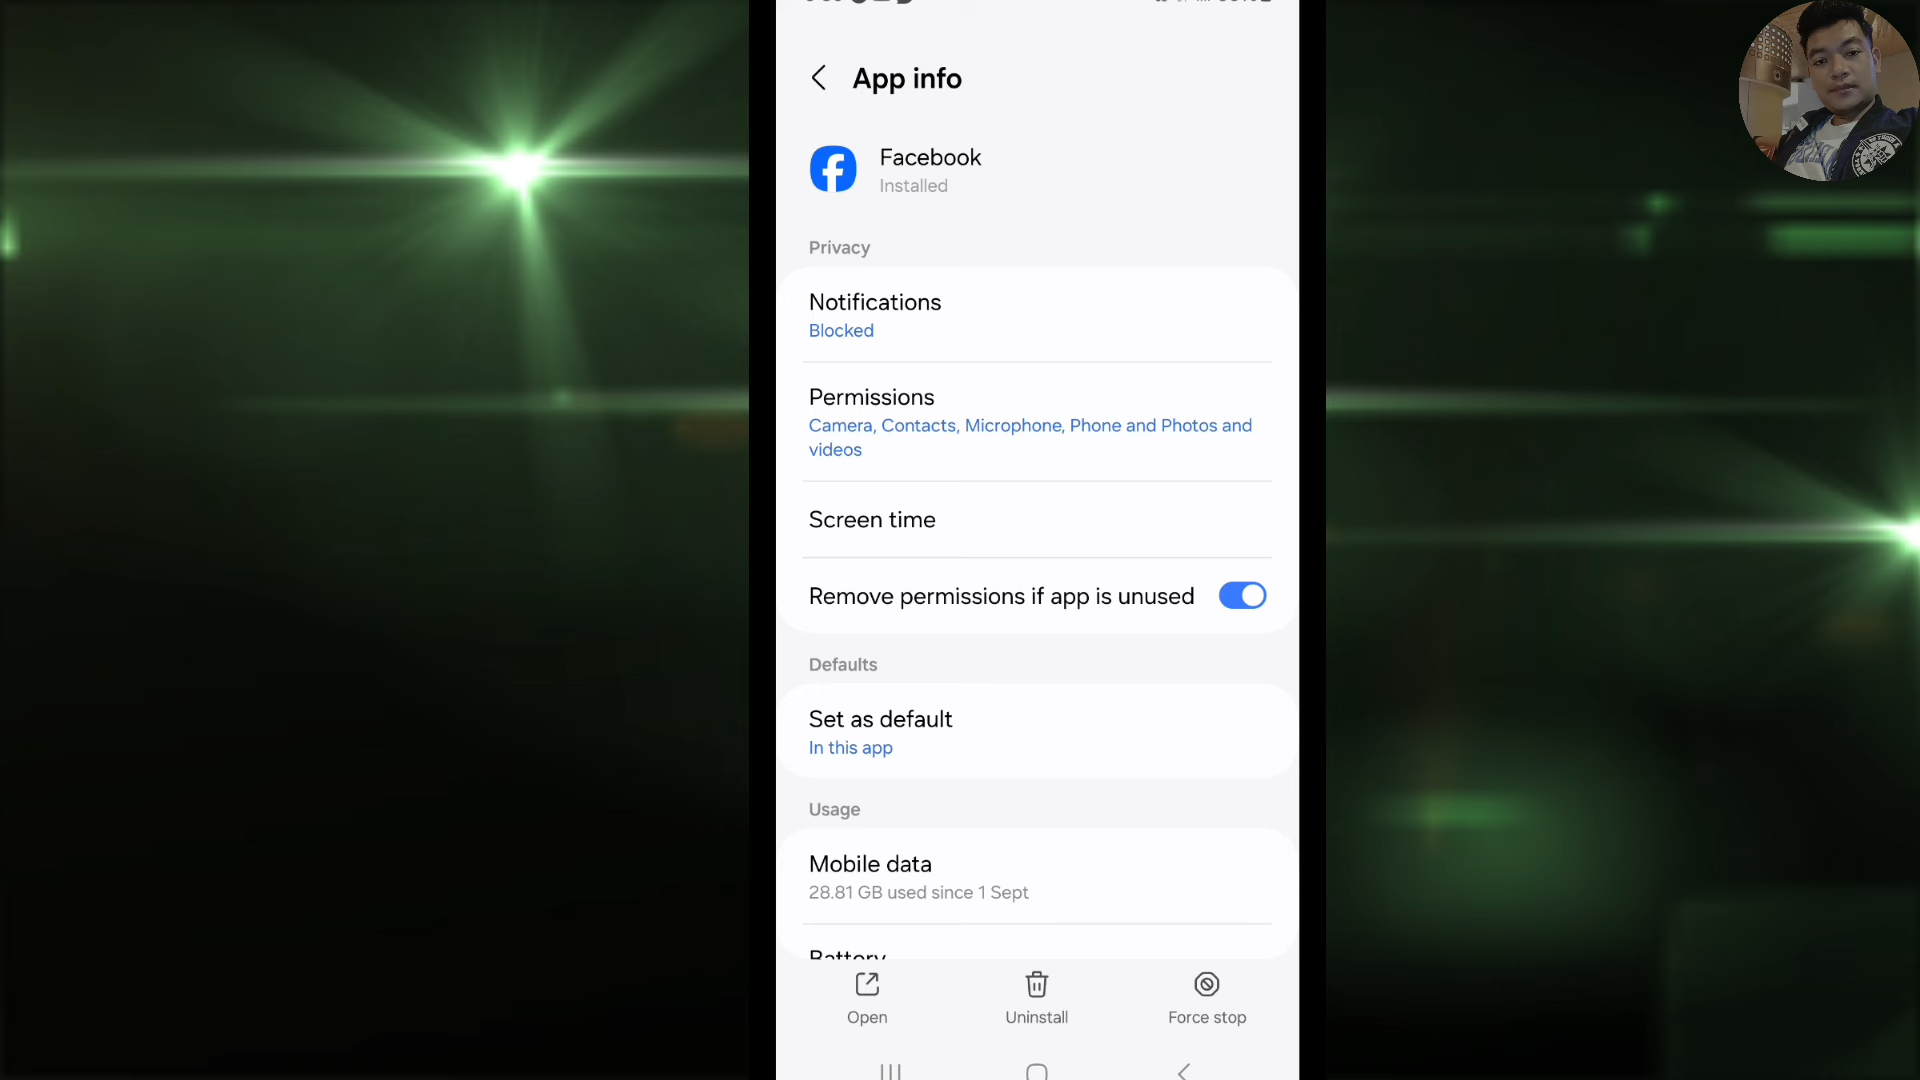 App info
Facebook
Installed
Privacy
Notifications
Blocked
Permissions
Camera, Contacts, Microphone, Phone and Photos and
videos
Screen time
Remove permissions if app is unused
Defaults
Set as default
In this app
Usage
Mobile data
28.81 GB used since 1 Sept
Battery
Open
Uninstall
Force stop